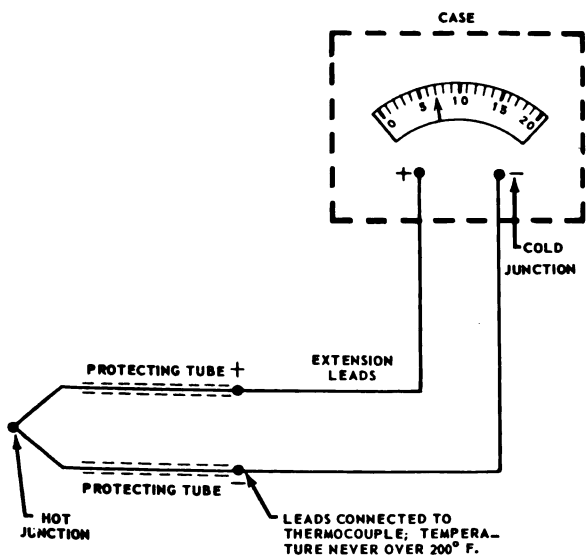 CASE
0 5 10 15 20
+ -
COLD
JUNCTION
EXTENSION
LEADS
PROTECTING TUBE +
PROTECTING TUBE -
HOT
JUNCTION
LEADS CONNECTED TO
THERMOCOUPLE; TEMPERA-
TURE NEVER OVER 200° F.